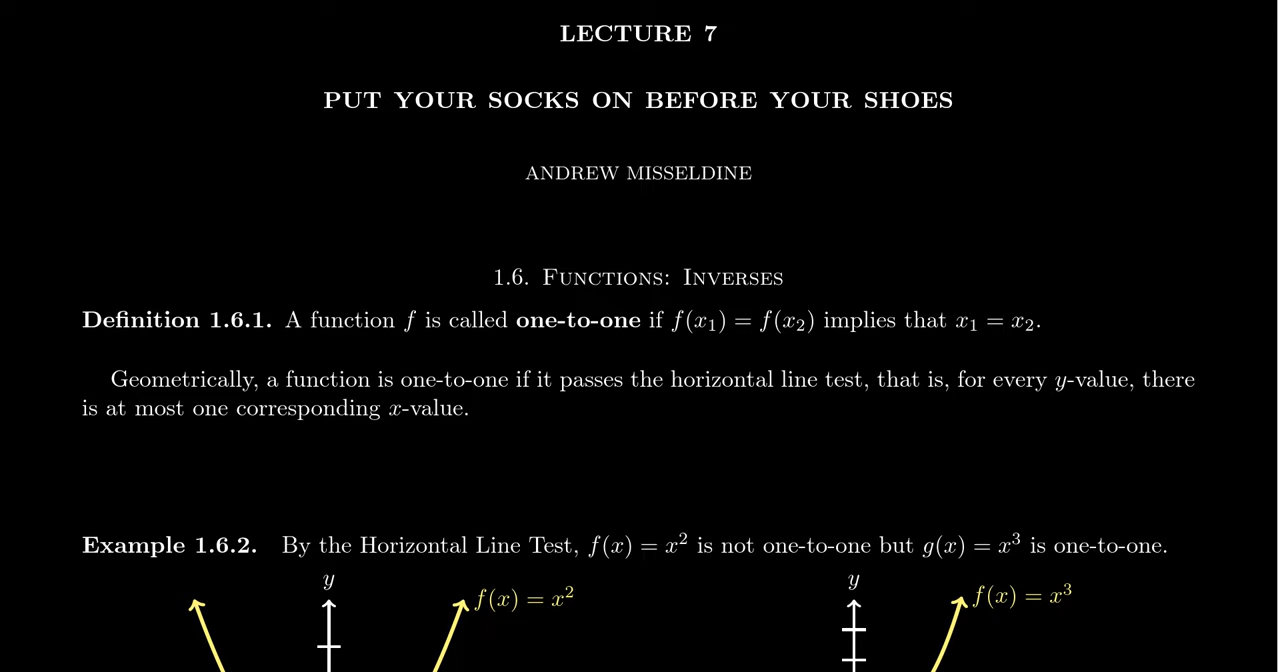 LECTURE 7
PUT YOUR SOCKS ON BEFORE YOUR SHOES
ANDREW MISSELDINE
1.6. FUNCTIONS: INVERSES
Definition 1.6.1. A function f is called one-to-one if f(x₁) = f(x₂) implies that x₁ = x₂.
Geometrically, a function is one-to-one if it passes the horizontal line test, that is, for every y-value, there
is at most one corresponding x-value.
Example 1.6.2. By the Horizontal Line Test, f(x) = x² is not one-to-one but g(x) = x³ is one-to-one.
y
f(x) = x²
y
f(x) = x³